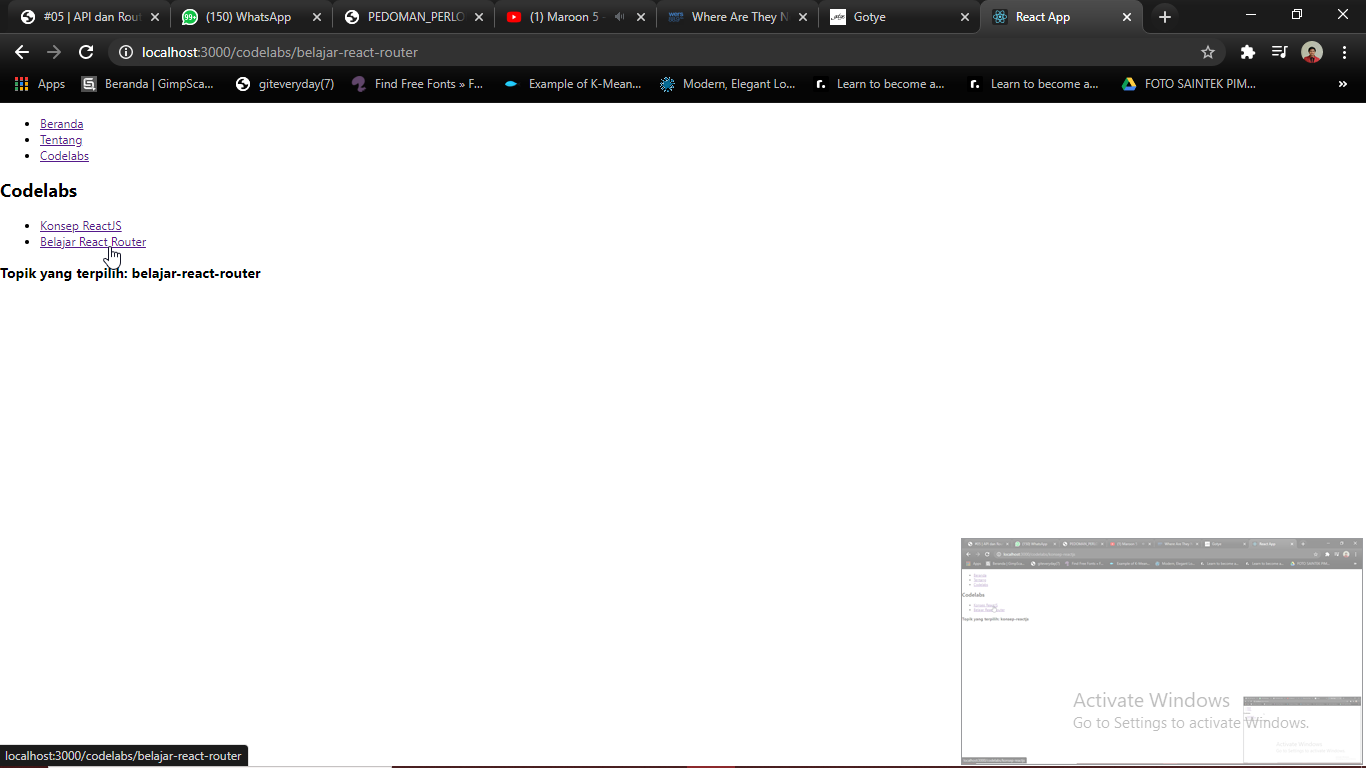 #05 | API dan Rout
(150) WhatsApp
PEDOMAN_PERLO
(1) Maroon 5 -
Where Are They N
Gotye
React App
localhost:3000/codelabs/belajar-react-router
Apps
Beranda | GimpSca...
giteveryday(7)
Find Free Fonts » F...
Example of K-Mean...
Modern, Elegant Lo...
Learn to become a...
Learn to become a...
FOTO SAINTEK PIM...
Beranda
Tentang
Codelabs
Codelabs
Konsep ReactJS
Belajar React Router
Topik yang terpilih: belajar-react-router
Codelabs
Topik yang terpilih: konsep-reactjs
Activate Windows
Go to Settings to activate Windows.
localhost:3000/codelabs/belajar-react-router